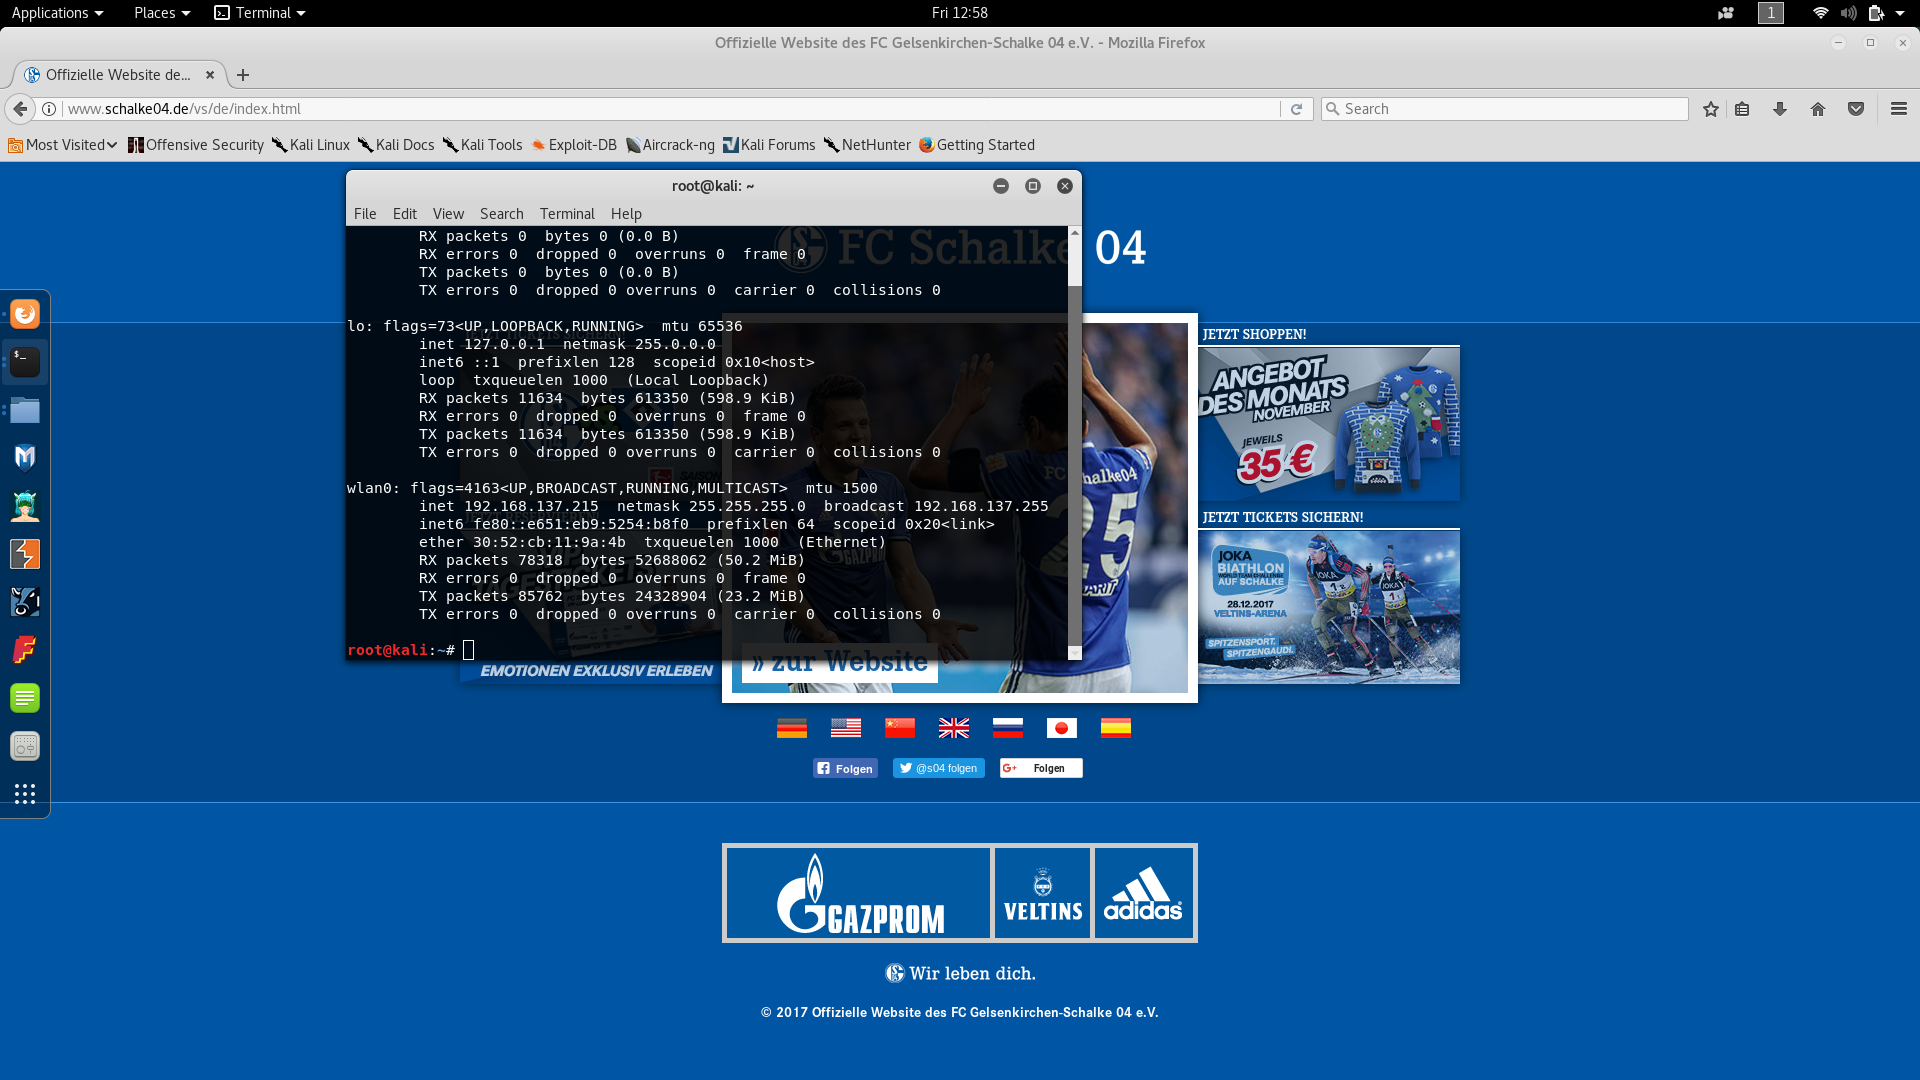 Applications Places Terminal Fri 12:58 1
Offizielle Website des FC Gelsenkirchen-Schalke 04 e.V. - Mozilla Firefox
Offizielle Website de...
www.schalke04.de/vs/de/index.html Search
Most Visited Offensive Security Kali Linux Kali Docs Kali Tools Exploit-DB Aircrack-ng Kali Forums NetHunter Getting Started
root@kali: ~
File Edit View Search Terminal Help
FC Schalke 04
RX packets 0 bytes 0 (0.0 B)
RX errors 0 dropped 0 overruns 0 frame 0
TX packets 0 bytes 0 (0.0 B)
TX errors 0 dropped 0 overruns 0 carrier 0 collisions 0
lo: flags=73<UP,LOOPBACK,RUNNING> mtu 65536
inet 127.0.0.1 netmask 255.0.0.0
inet6 ::1 prefixlen 128 scopeid 0x10<host>
loop txqueuelen 1000 (Local Loopback)
RX packets 11634 bytes 613350 (598.9 KiB)
RX errors 0 dropped 0 overruns 0 frame 0
TX packets 11634 bytes 613350 (598.9 KiB)
TX errors 0 dropped 0 overruns 0 carrier 0 collisions 0
wlan0: flags=4163<UP,BROADCAST,RUNNING,MULTICAST> mtu 1500
inet 192.168.137.215 netmask 255.255.255.0 broadcast 192.168.137.255
inet6 fe80::e651:eb9:5254:b8f0 prefixlen 64 scopeid 0x20<link>
ether 30:52:cb:11:9a:4b txqueuelen 1000 (Ethernet)
RX packets 78318 bytes 52688062 (50.2 MiB)
RX errors 0 dropped 0 overruns 0 frame 0
TX packets 85762 bytes 24328904 (23.2 MiB)
TX errors 0 dropped 0 overruns 0 carrier 0 collisions 0
root@kali:~#
EMOTIONEN EXKLUSIV ERLEBEN
GAZPROM
FC Schalke04
25
» zur Website
JETZT SHOPPEN!
ANGEBOT
DES MONATS
NOVEMBER
JEWEILS
35 €
JETZT TICKETS SICHERN!
JOKA
BIATHLON
WORLD TEAM CHALLENGE
AUF SCHALKE
28.12.2017
VELTINS-ARENA
SPITZENSPORT.
SPITZENGAUDI.
JOKA
JOKA
Folgen @s04 folgen Folgen
GAZPROM VELTINS adidas
Wir leben dich.
© 2017 Offizielle Website des FC Gelsenkirchen-Schalke 04 e.V.